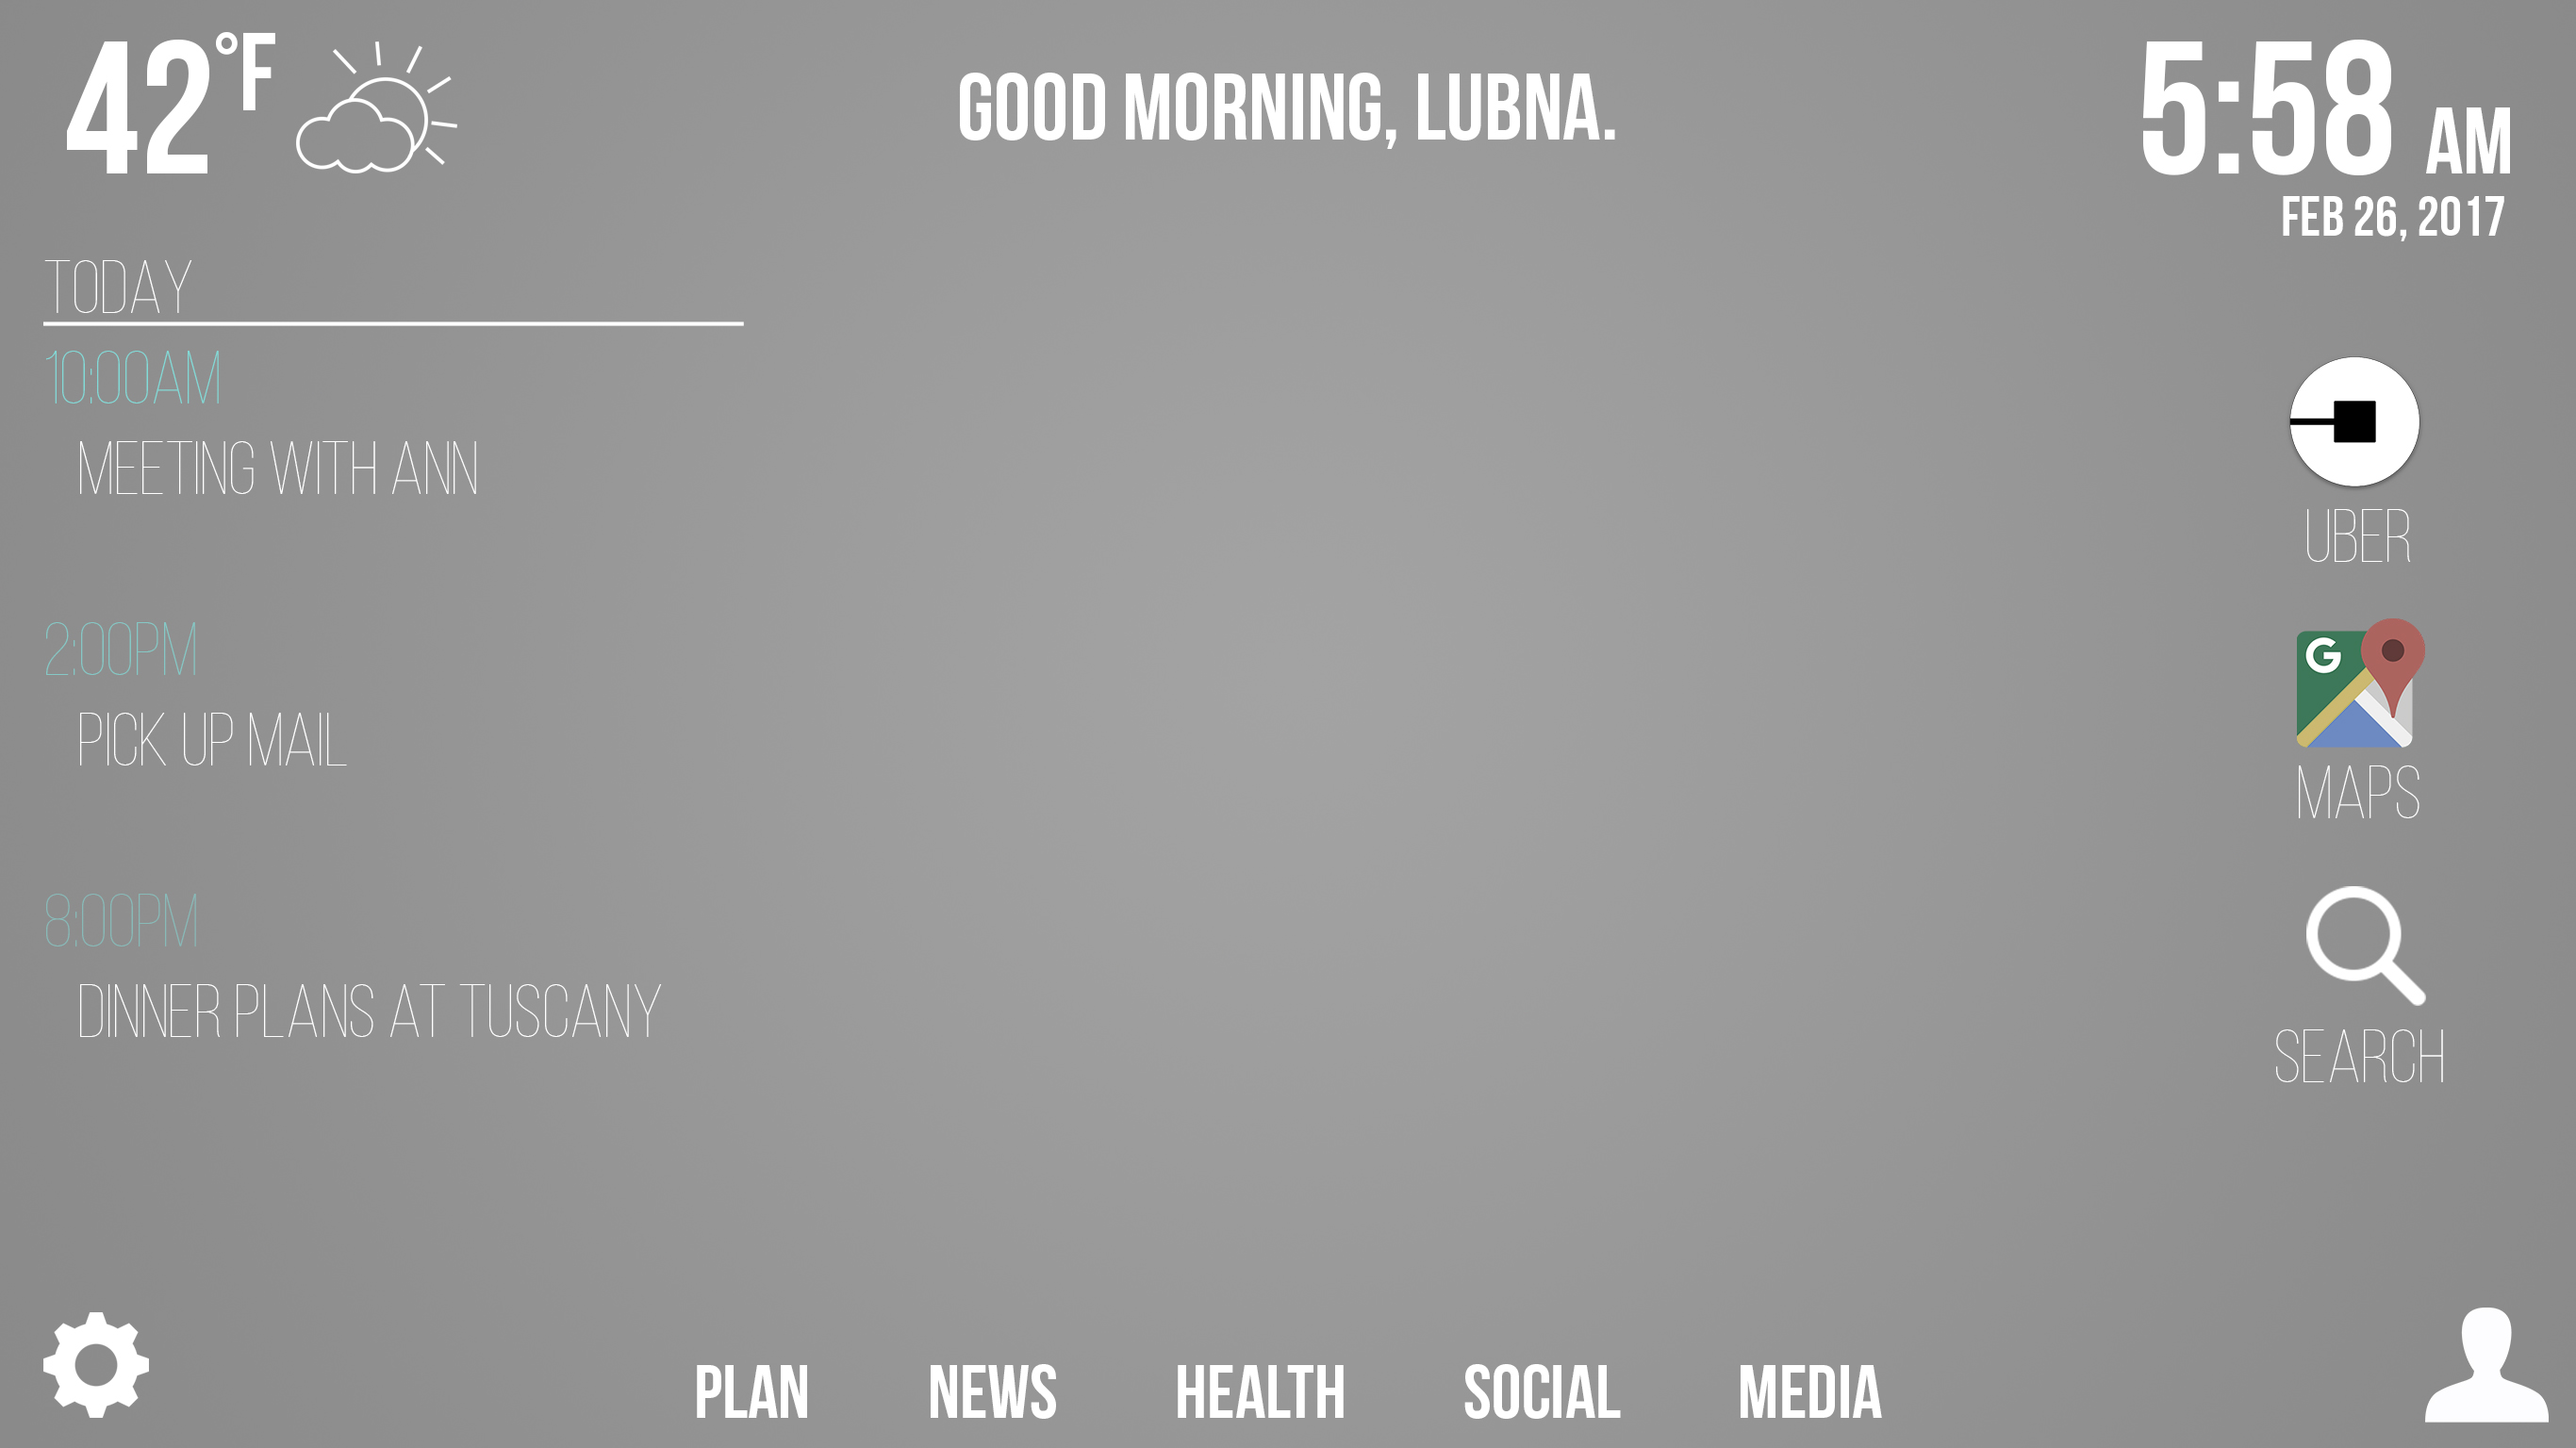 42°F
GOOD MORNING, LUBNA.
5:58 AM
FEB 26, 2017
TODAY
10:00AM
MEETING WITH ANN
2:00PM
PICK UP MAIL
8:00PM
DINNER PLANS AT TUSCANY
UBER
G
MAPS
SEARCH
PLAN
NEWS
HEALTH
SOCIAL
MEDIA